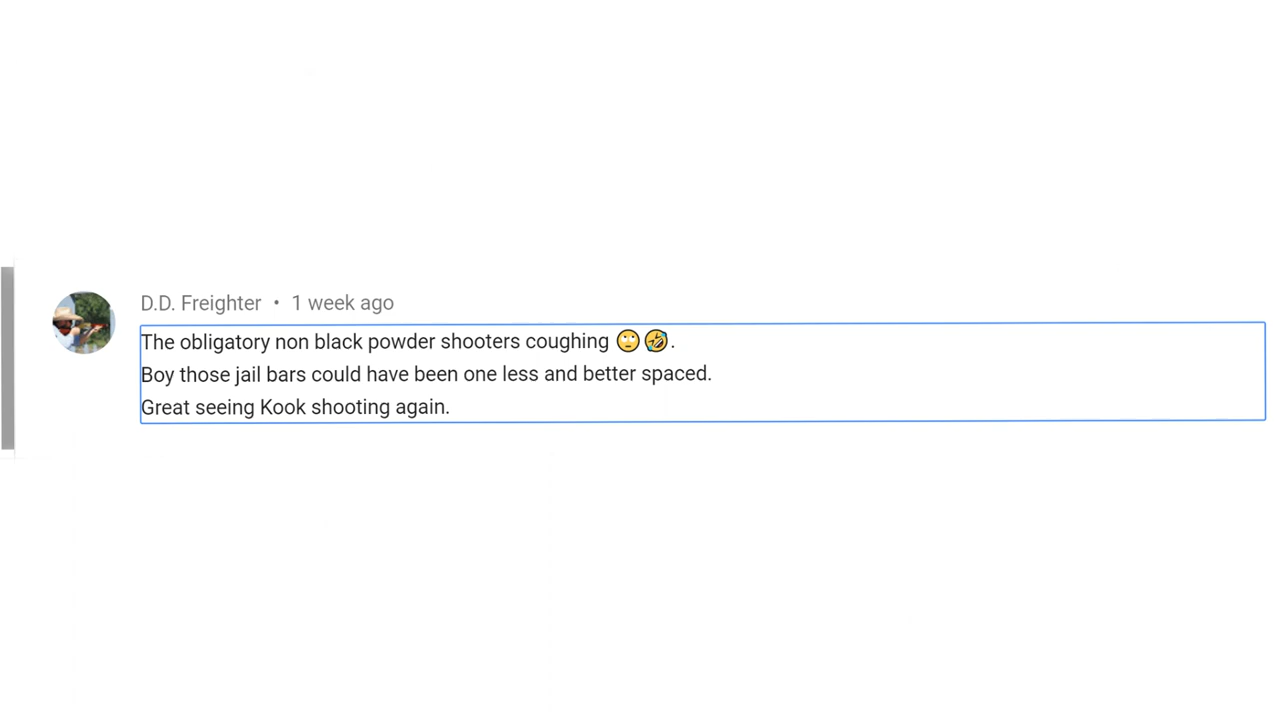 D.D. Freighter • 1 week ago
The obligatory non black powder shooters coughing 🙄🤣.
Boy those jail bars could have been one less and better spaced.
Great seeing Kook shooting again.